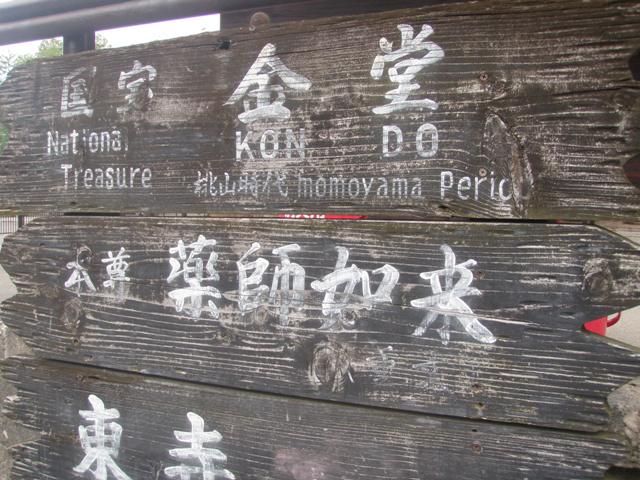 国宝 金堂
National KON DO
Treasure 桃山時代 momoyama Perio
本尊 薬師如来
東寺